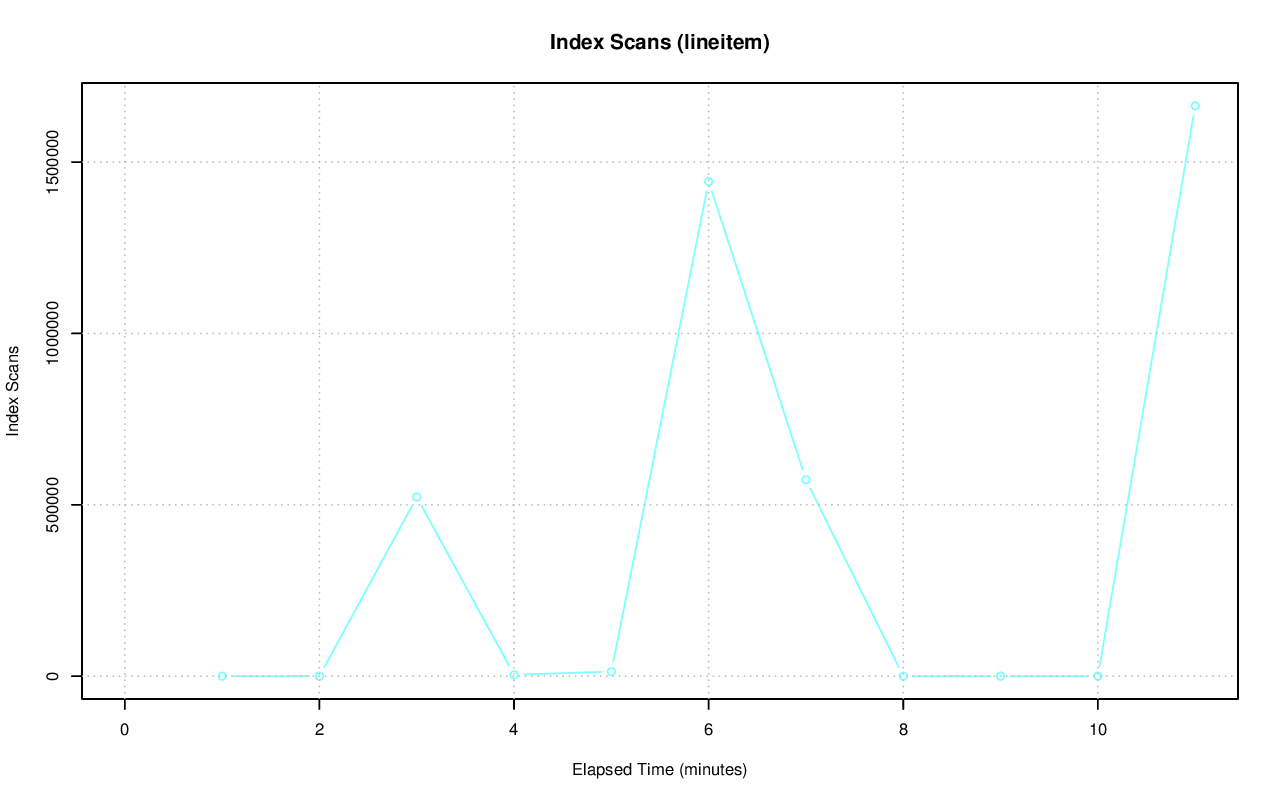 Index Scans (lineitem)
Index Scans
1500000
1000000
500000
0
0 2 4 6 8 10
Elapsed Time (minutes)